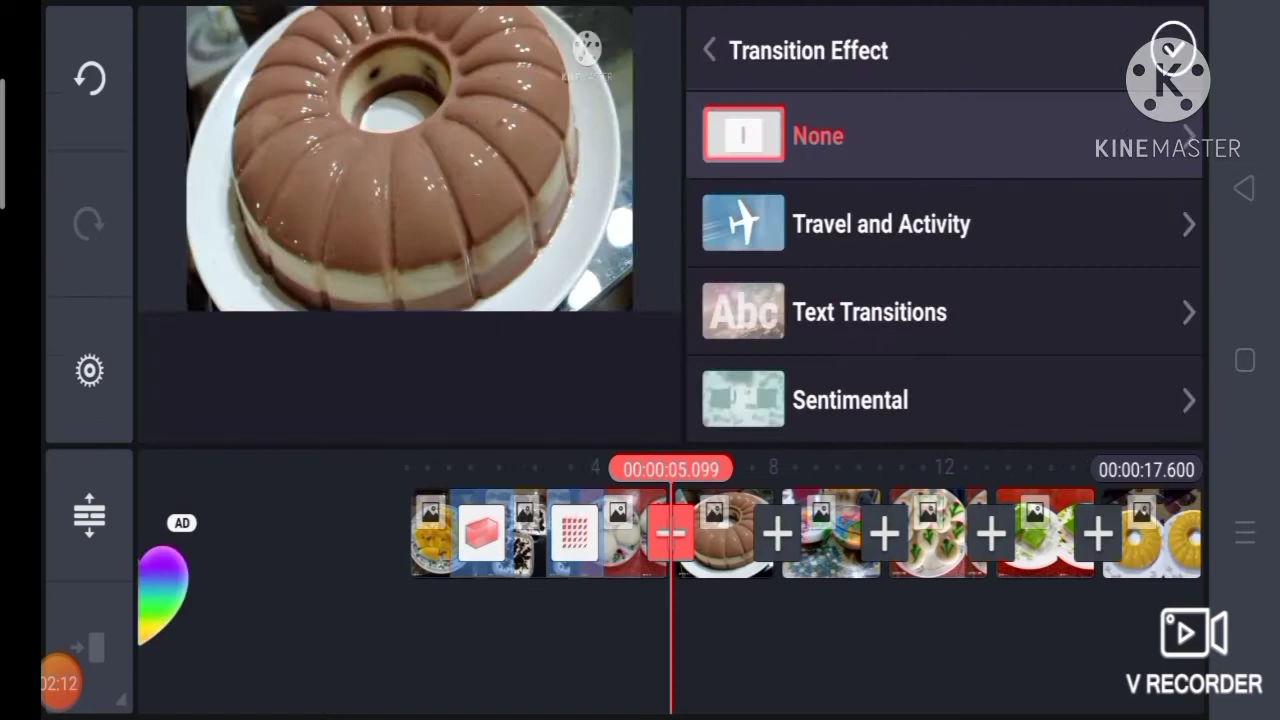 KINEMASTER
Transition Effect
None
K
KINEMASTER
Travel and Activity
Abc
Text Transitions
Sentimental
4
00:00:05.099
8
12
00:00:17.600
AD
02:12
V RECORDER